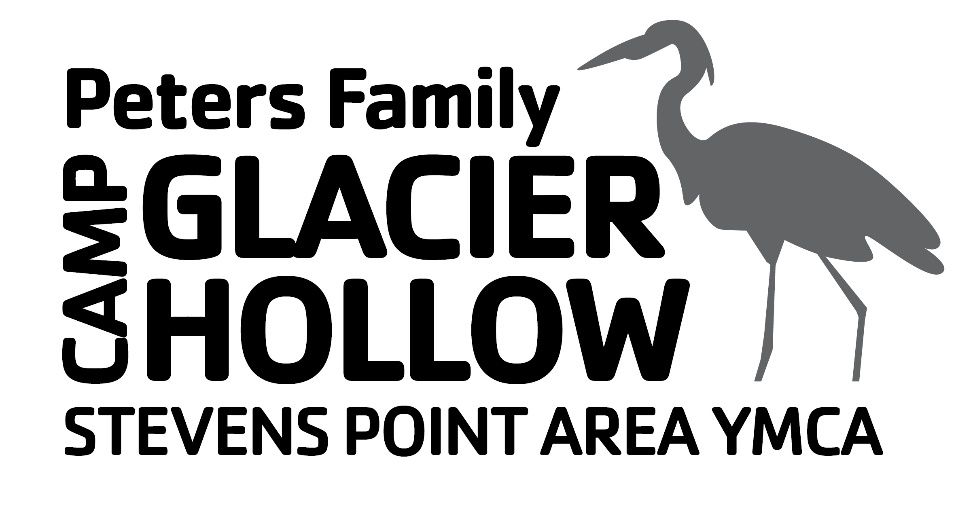 Peters Family
CAMP
GLACIER
HOLLOW
STEVENS POINT AREA YMCA